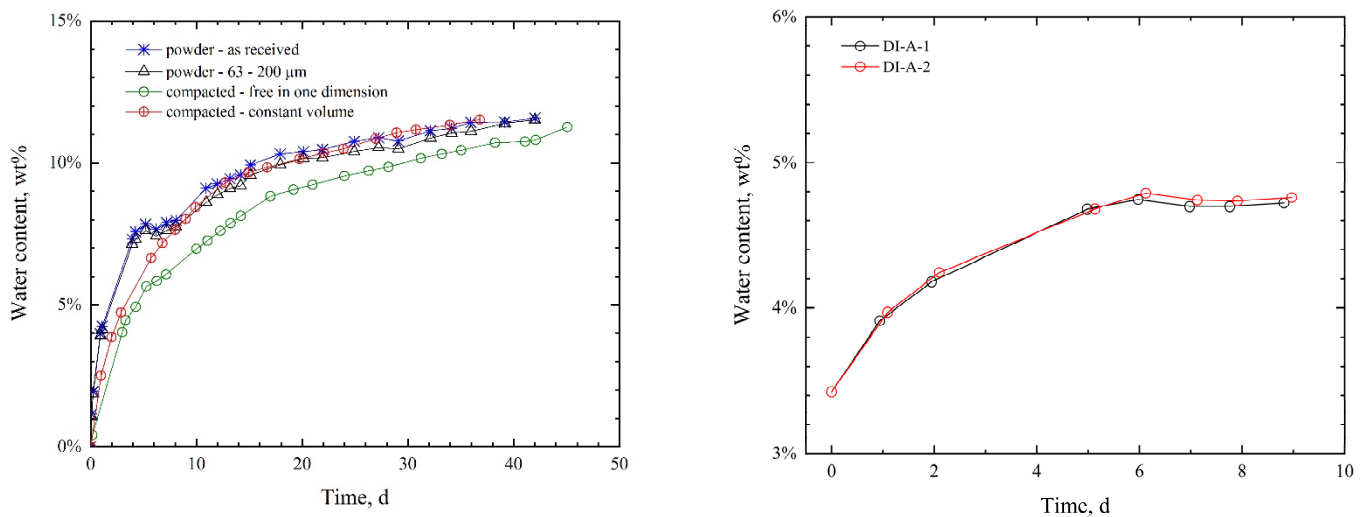 15%
powder - as received
powder - 63 - 200 μm
compacted - free in one dimension
compacted - constant volume
10%
5%
0%
Water content, wt%
0 10 20 30 40 50
Time, d
6%
DI-A-1
DI-A-2
5%
4%
3%
Water content, wt%
0 2 4 6 8 10
Time, d